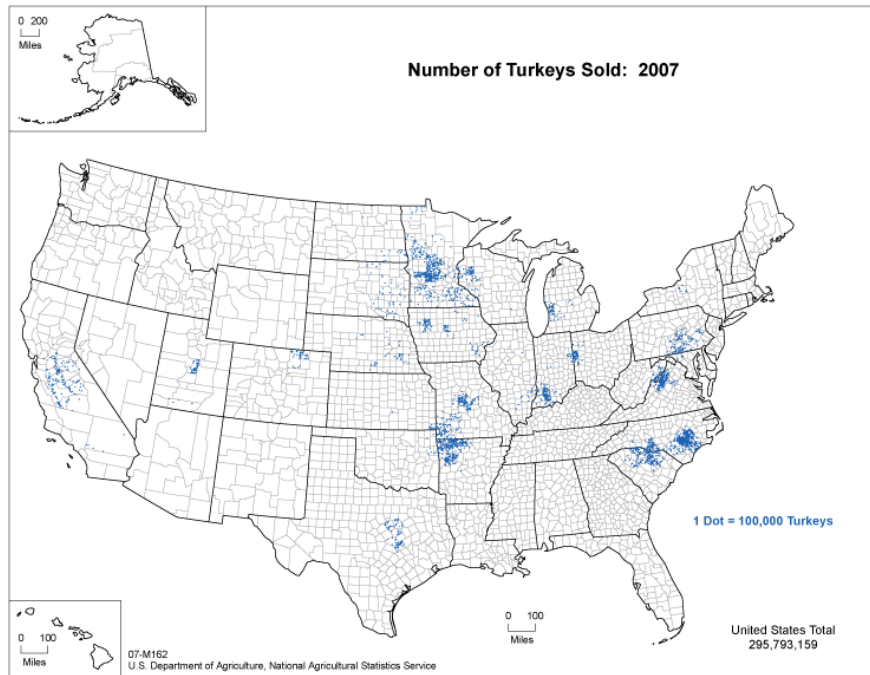 0 200
Miles
Number of Turkeys Sold: 2007
1 Dot = 100,000 Turkeys
0 100
Miles
0 100
Miles
07-M162
U.S. Department of Agriculture, National Agricultural Statistics Service
United States Total
295,793,159